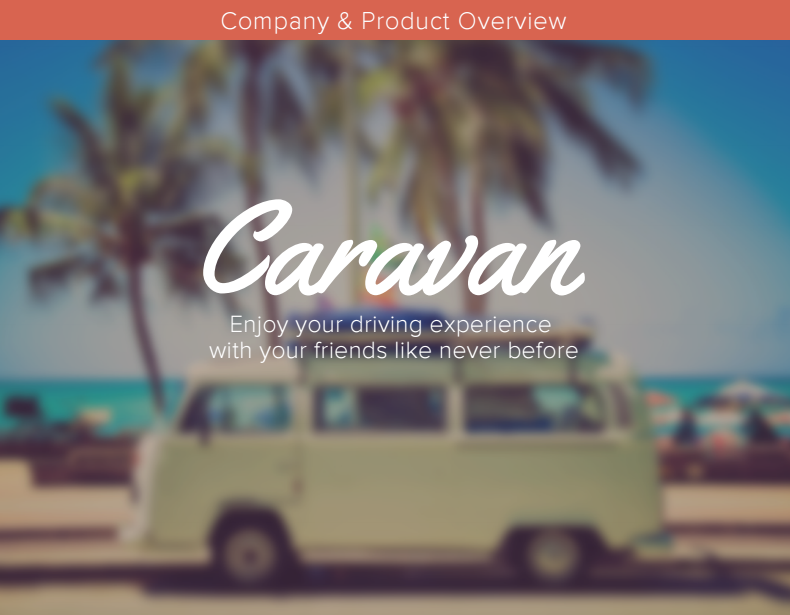 Company & Product Overview
Caravan
Enjoy your driving experience
with your friends like never before